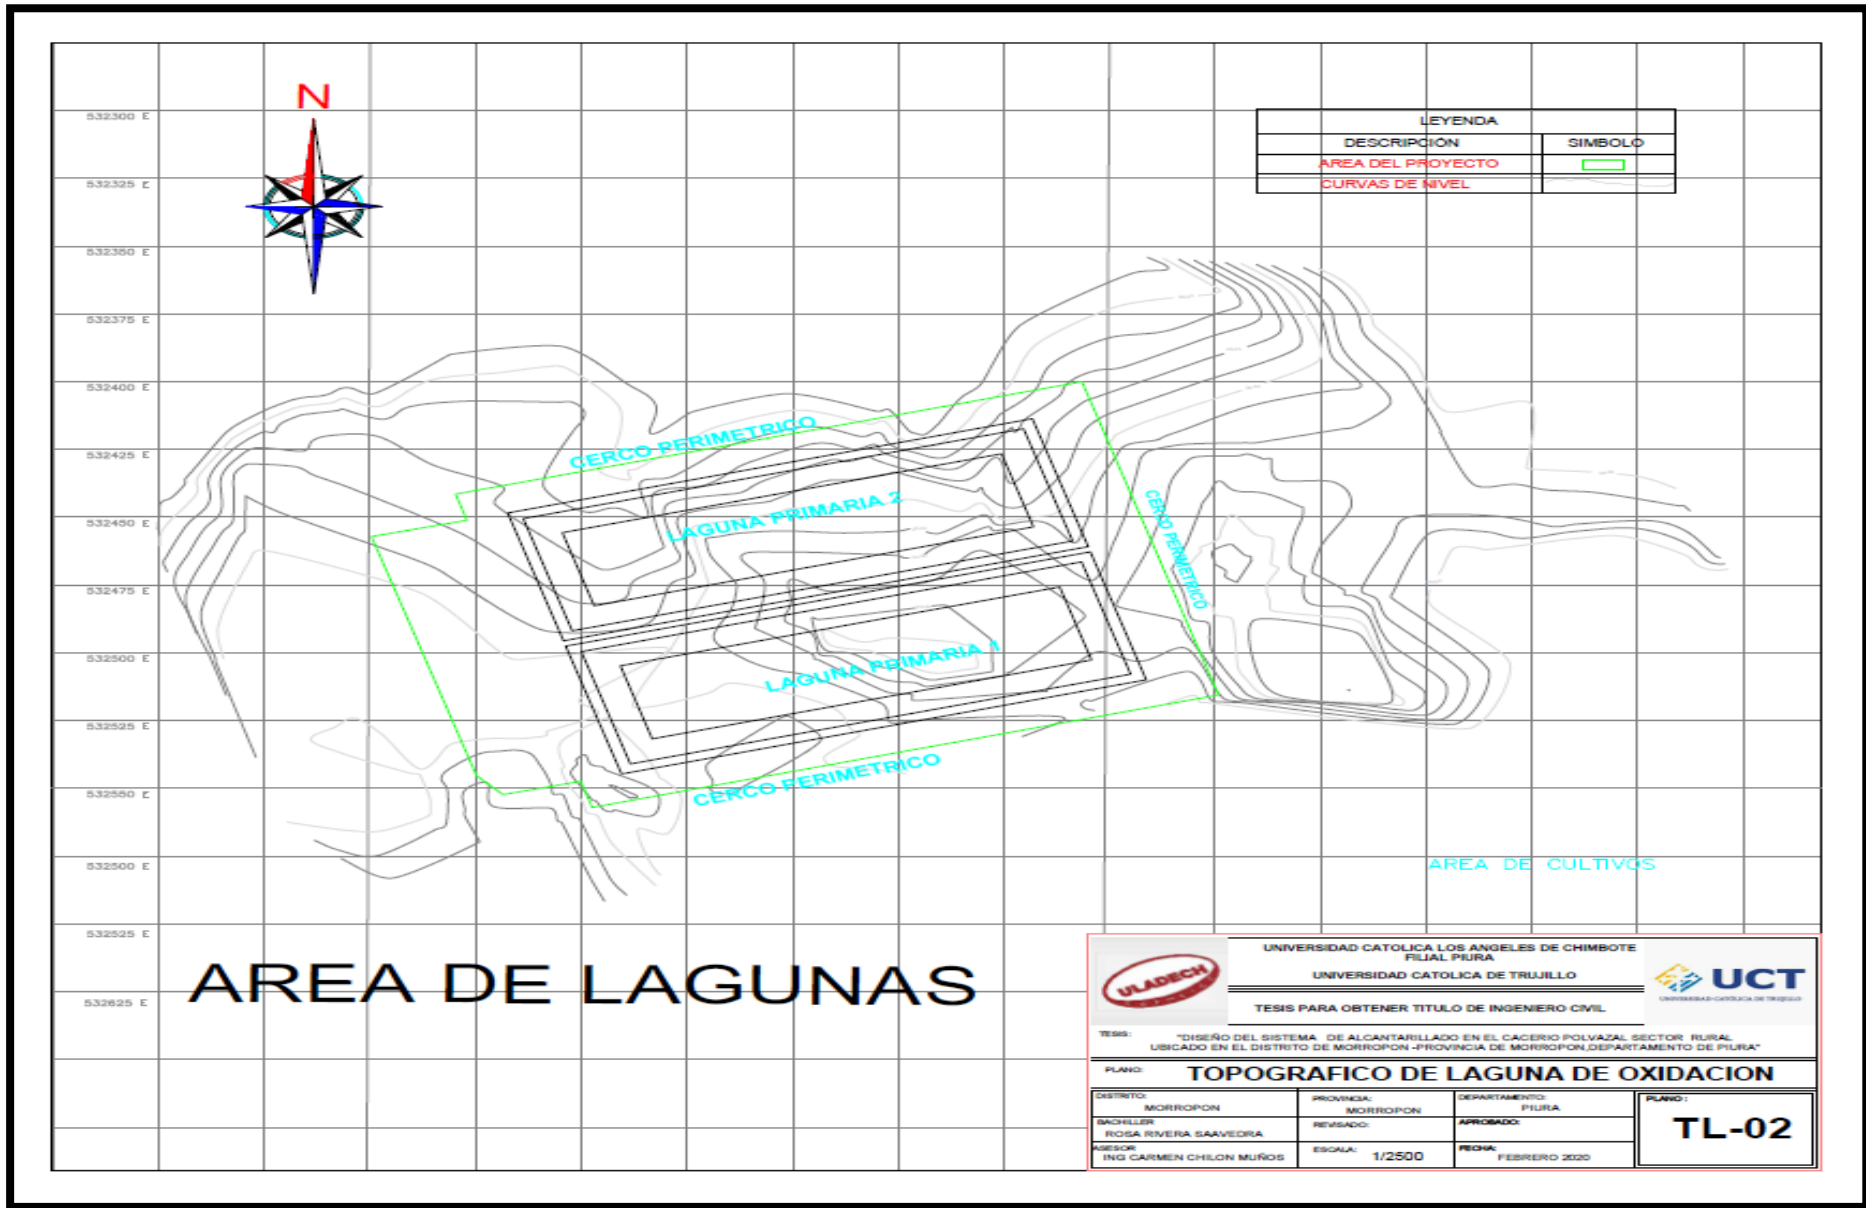 N
532300 E
532325 E
532350 E
532375 E
532400 E
532425 E
532450 E
532475 E
532500 E
532525 E
532550 E
532500 E
532525 E
532625 E
LEYENDA
DESCRIPCIÓN SIMBOLO
AREA DEL PROYECTO
CURVAS DE NIVEL
CERCO PERIMETRICO
LAGUNA PRIMARIA 2
CERCO PERIMETRICO
LAGUNA PRIMARIA 1
CERCO PERIMETRICO
AREA DE CULTIVOS
AREA DE LAGUNAS
ULADECH
UNIVERSIDAD CATOLICA LOS ANGELES DE CHIMBOTE
FILIAL PIURA
UNIVERSIDAD CATOLICA DE TRUJILLO
TESIS PARA OBTENER TITULO DE INGENIERO CIVIL
UCT
UNIVERSIDAD CATÓLICA DE TRUJILLO
TESIS: "DISEÑO DEL SISTEMA DE ALCANTARILLADO EN EL CACERIO POLVAZAL SECTOR RURAL
UBICADO EN EL DISTRITO DE MORROPON -PROVINCIA DE MORROPON,DEPARTAMENTO DE PIURA"
PLANO: TOPOGRAFICO DE LAGUNA DE OXIDACION
DISTRITO: MORROPON
PROVINCIA: MORROPON
DEPARTAMENTO: PIURA
PLANO :
TL-02
BACHILLER ROSA RIVERA SAAVEDRA
REVISADO:
APROBADO:
ASESOR ING CARMEN CHILON MUÑOS
ESCALA: 1/2500
FECHA: FEBRERO 2020